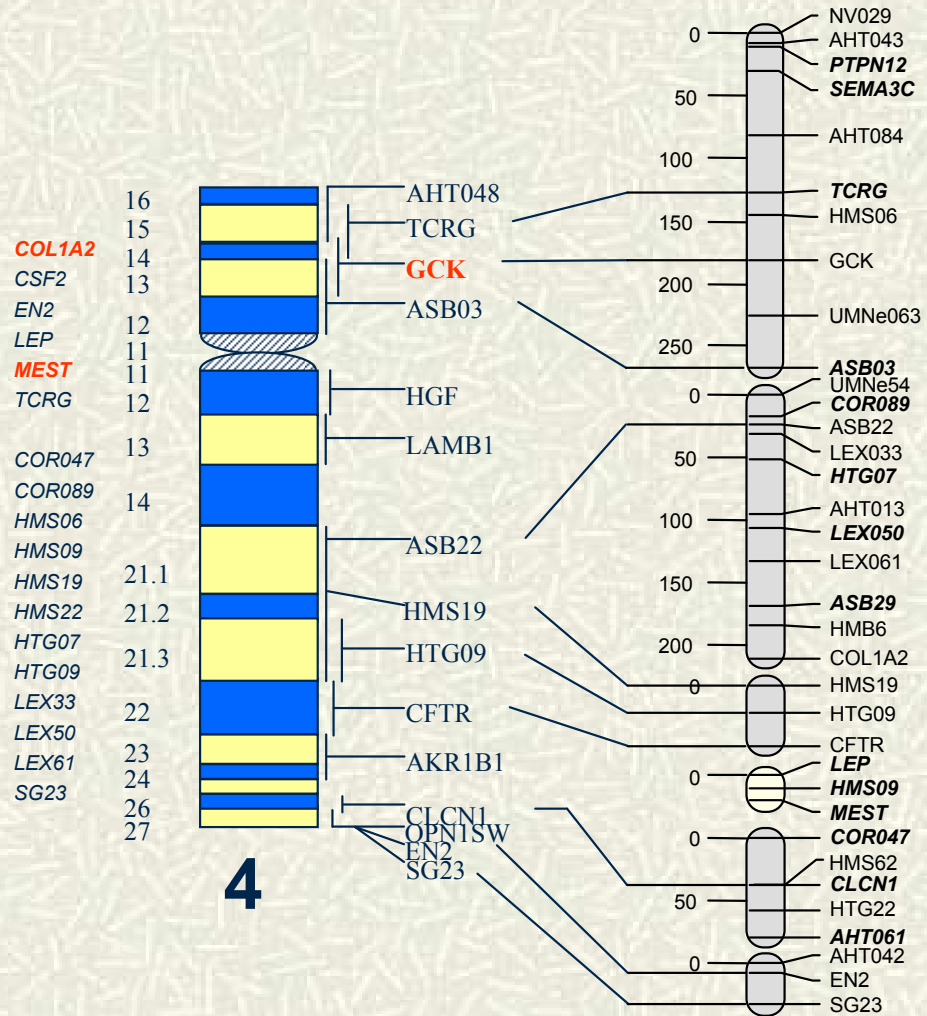 COL1A2
CSF2
EN2
LEP
MEST
TCRG
COR047
COR089
HMS06
HMS09
HMS19
HMS22
HTG07
HTG09
LEX33
LEX50
LEX61
SG23
16
15
14
13
12
11
11
12
13
14
21.1
21.2
21.3
22
23
24
26
27
4
AHT048
TCRG
GCK
ASB03
HGF
LAMB1
ASB22
HMS19
HTG09
CFTR
AKR1B1
CLCN1
OPN1SW
EN2
SG23
0
50
100
150
200
250
0
50
100
150
200
0
0
0
50
0
NV029
AHT043
PTPN12
SEMA3C
AHT084
TCRG
HMS06
GCK
UMNe063
ASB03
UMNe54
COR089
ASB22
LEX033
HTG07
AHT013
LEX050
LEX061
ASB29
HMB6
COL1A2
HMS19
HTG09
CFTR
LEP
HMS09
MEST
COR047
HMS62
CLCN1
HTG22
AHT061
AHT042
EN2
SG23